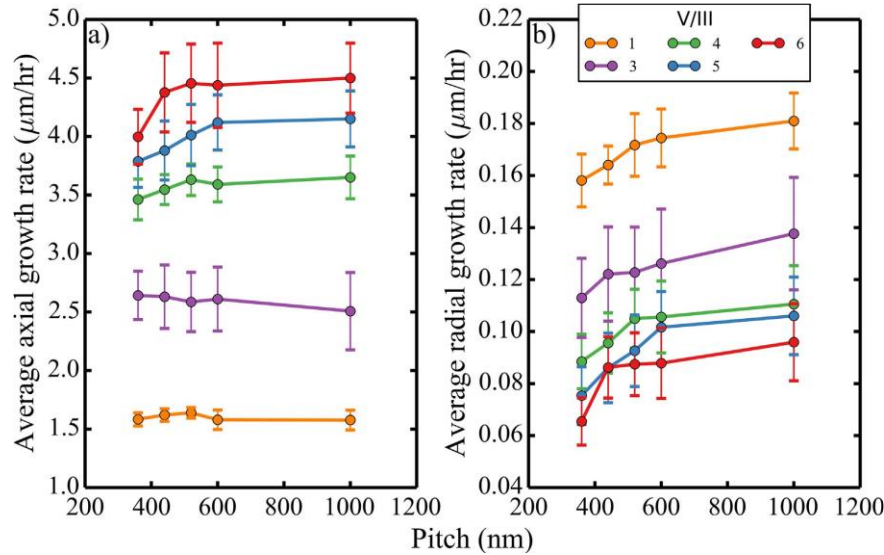 a)
Average axial growth rate (μm/hr)
5.0
4.5
4.0
3.5
3.0
2.5
2.0
1.5
1.0
200 400 600 800 1000 1200
b)
V/III
1 4 6
3 5
Average radial growth rate (μm/hr)
0.22
0.20
0.18
0.16
0.14
0.12
0.10
0.08
0.06
0.04
200 400 600 800 1000 1200
Pitch (nm)